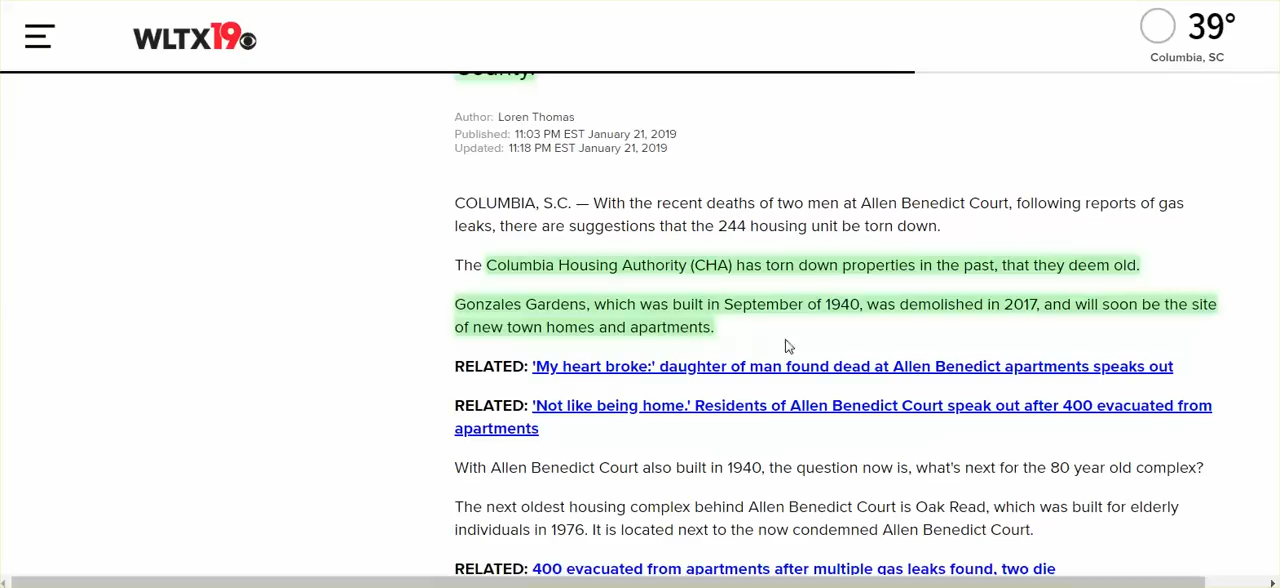 WLTX19
39°
Columbia, SC
County.
Author: Loren Thomas
Published: 11:03 PM EST January 21, 2019
Updated: 11:18 PM EST January 21, 2019
COLUMBIA, S.C. — With the recent deaths of two men at Allen Benedict Court, following reports of gas
leaks, there are suggestions that the 244 housing unit be torn down.
The Columbia Housing Authority (CHA) has torn down properties in the past, that they deem old.
Gonzales Gardens, which was built in September of 1940, was demolished in 2017, and will soon be the site
of new town homes and apartments.
RELATED: 'My heart broke:' daughter of man found dead at Allen Benedict apartments speaks out
RELATED: 'Not like being home.' Residents of Allen Benedict Court speak out after 400 evacuated from
apartments
With Allen Benedict Court also built in 1940, the question now is, what's next for the 80 year old complex?
The next oldest housing complex behind Allen Benedict Court is Oak Read, which was built for elderly
individuals in 1976. It is located next to the now condemned Allen Benedict Court.
RELATED: 400 evacuated from apartments after multiple gas leaks found, two die